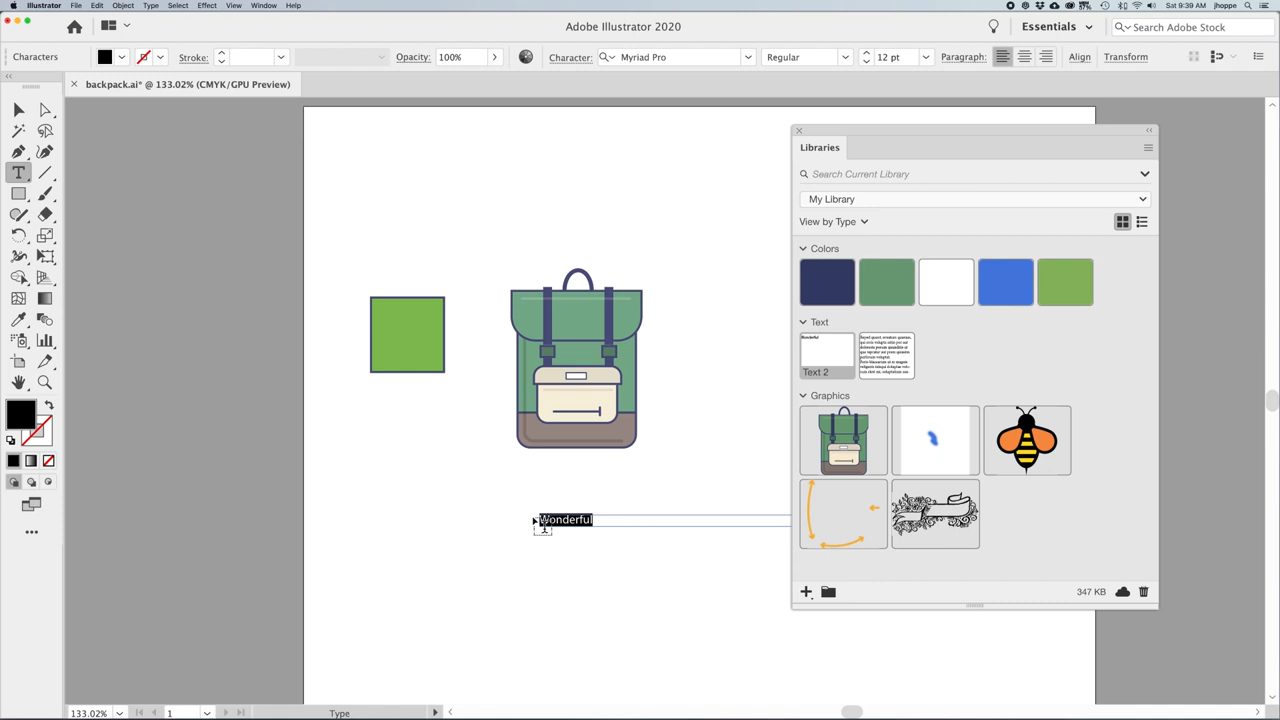 Illustrator File Edit Object Type Select Effect View Window Help Sat 9:39 AM jhoppe
Adobe Illustrator 2020 Essentials Search Adobe Stock
Characters Stroke: Opacity: 100% Character: Myriad Pro Regular 12 pt Paragraph: Align Transform
backpack.ai* @ 133.02% (CMYK/GPU Preview)
Libraries
Search Current Library
My Library
View by Type
Colors
Text
Wonderful
Text 2
Graphics
Wonderful
347 KB
133.02% 1 Type